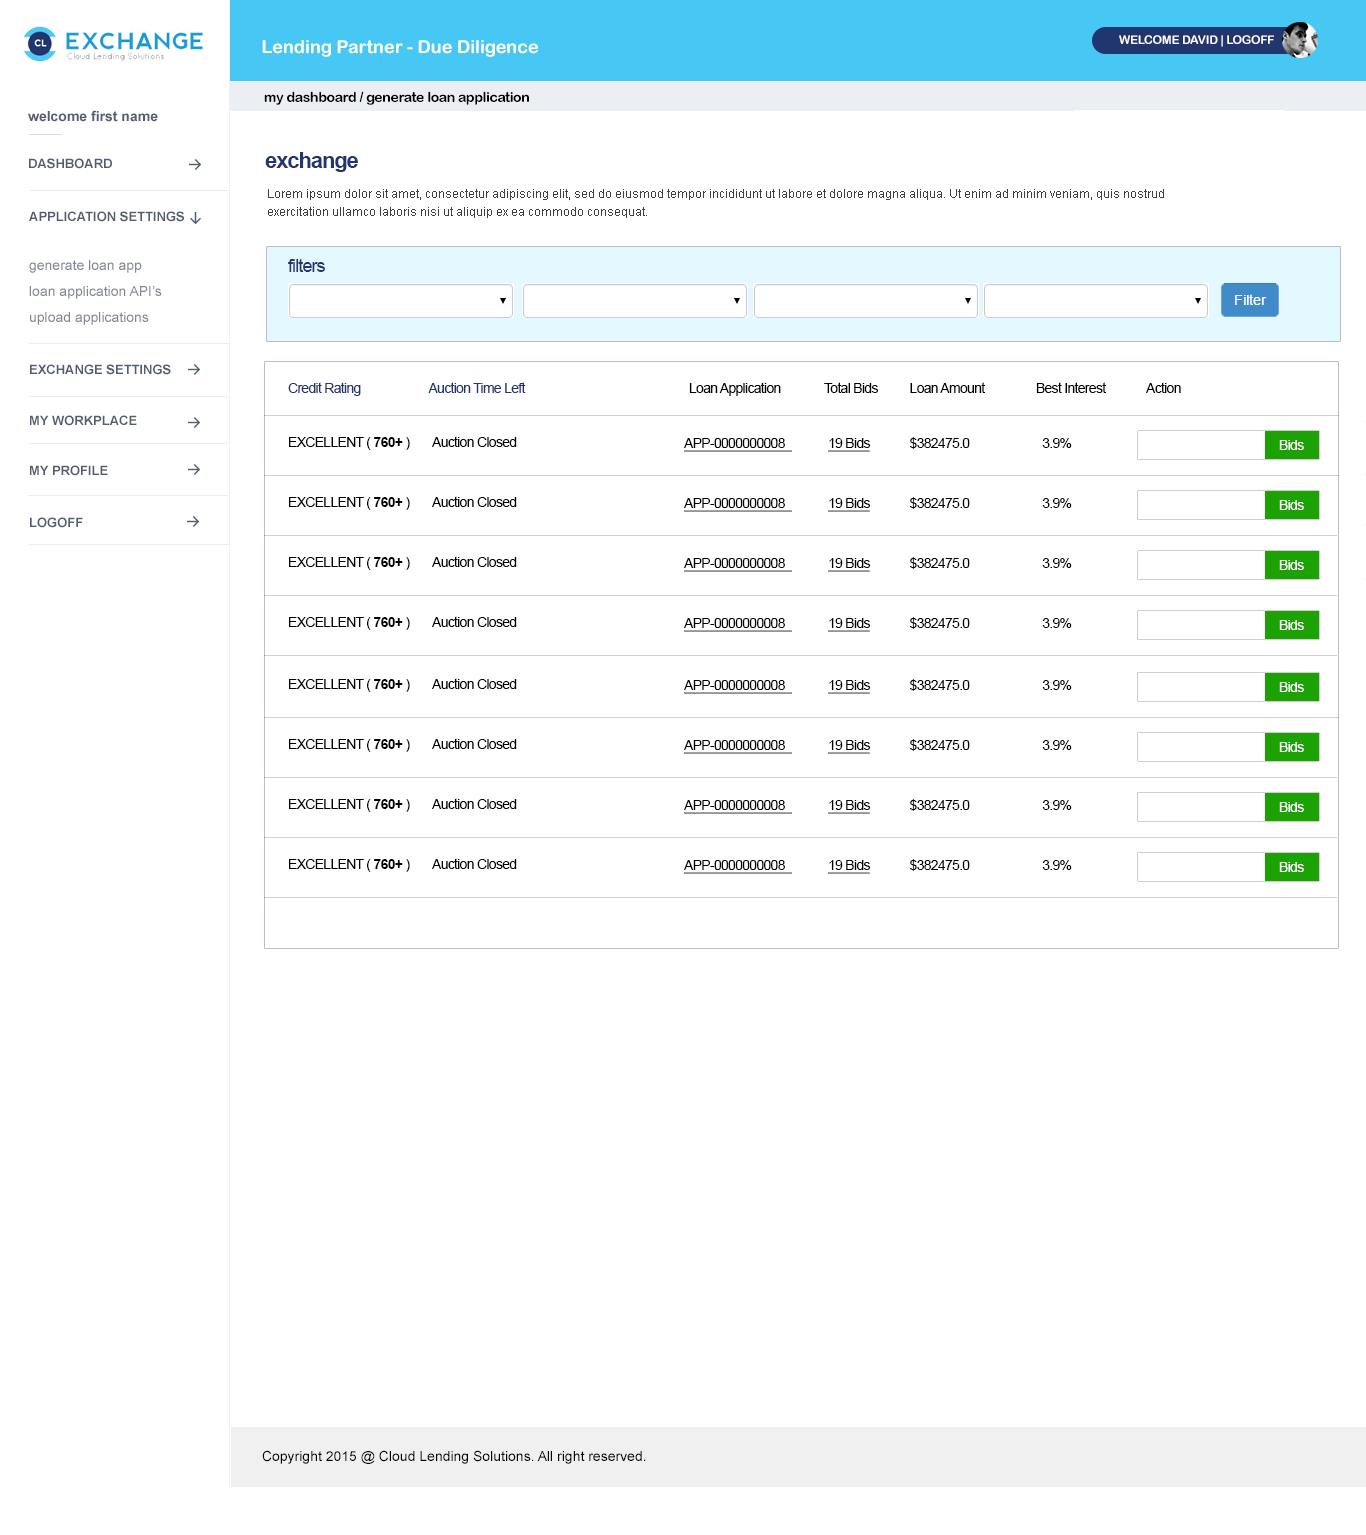 CL EXCHANGE
Cloud Lending Solutions
Lending Partner - Due Diligence
WELCOME DAVID | LOGOFF
my dashboard / generate loan application
welcome first name
DASHBOARD
APPLICATION SETTINGS
generate loan app
loan application API's
upload applications
EXCHANGE SETTINGS
MY WORKPLACE
MY PROFILE
LOGOFF
exchange
Lorem ipsum dolor sit amet, consectetur adipiscing elit, sed do eiusmod tempor incididunt ut labore et dolore magna aliqua. Ut enim ad minim veniam, quis nostrud
exercitation ullamco laboris nisi ut aliquip ex ea commodo consequat.
filters
Filter
Credit Rating Auction Time Left Loan Application Total Bids Loan Amount Best Interest Action
EXCELLENT ( 760+ ) Auction Closed APP-0000000008 19 Bids $382475.0 3.9% Bids
EXCELLENT ( 760+ ) Auction Closed APP-0000000008 19 Bids $382475.0 3.9% Bids
EXCELLENT ( 760+ ) Auction Closed APP-0000000008 19 Bids $382475.0 3.9% Bids
EXCELLENT ( 760+ ) Auction Closed APP-0000000008 19 Bids $382475.0 3.9% Bids
EXCELLENT ( 760+ ) Auction Closed APP-0000000008 19 Bids $382475.0 3.9% Bids
EXCELLENT ( 760+ ) Auction Closed APP-0000000008 19 Bids $382475.0 3.9% Bids
EXCELLENT ( 760+ ) Auction Closed APP-0000000008 19 Bids $382475.0 3.9% Bids
EXCELLENT ( 760+ ) Auction Closed APP-0000000008 19 Bids $382475.0 3.9% Bids
Copyright 2015 @ Cloud Lending Solutions. All right reserved.